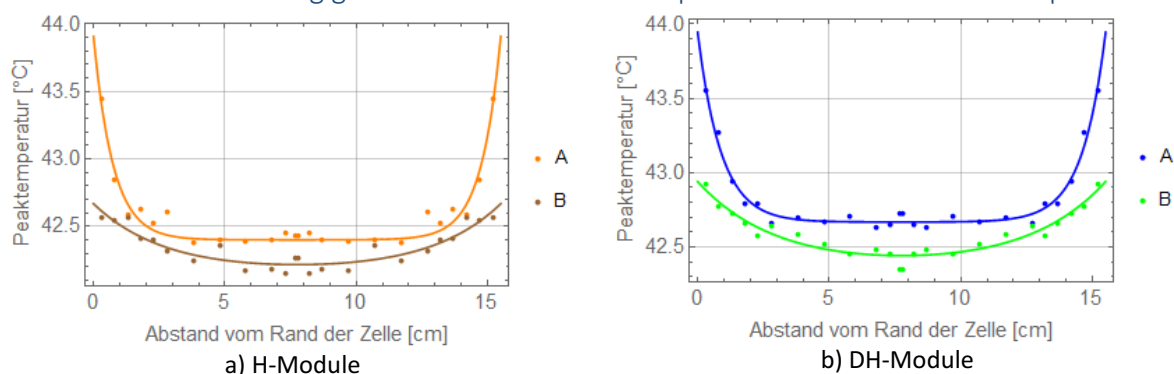 44.0
43.5
43.0
42.5
Peaktemperatur [°C]
0 5 10 15
Abstand vom Rand der Zelle [cm]
A
B
a) H-Module
44.0
43.5
43.0
42.5
Peaktemperatur [°C]
0 5 10 15
Abstand vom Rand der Zelle [cm]
A
B
b) DH-Module